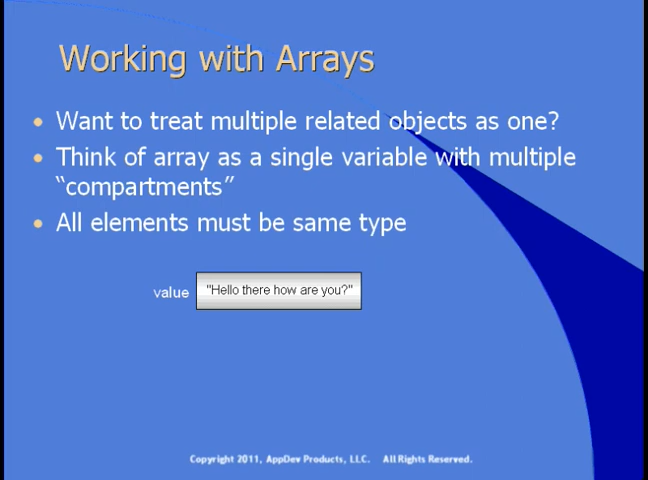 Working with Arrays
• Want to treat multiple related objects as one?
• Think of array as a single variable with multiple
“compartments”
• All elements must be same type
value "Hello there how are you?"
Copyright 2011, AppDev Products, LLC. All Rights Reserved.